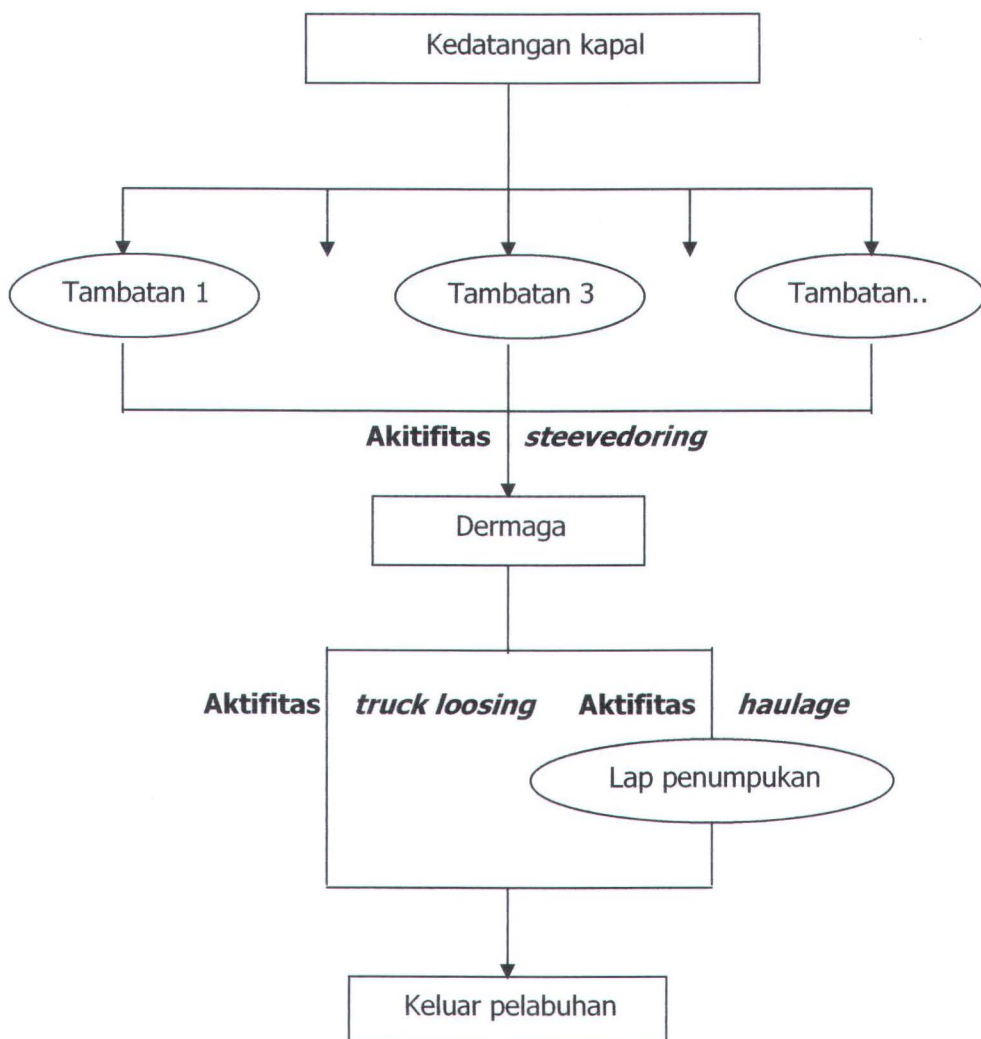 Kedatangan kapal
Tambatan 1
Tambatan 3
Tambatan..
Akitifitas steevedoring
Dermaga
Aktifitas truck loosing Aktifitas haulage
Lap penumpukan
Keluar pelabuhan